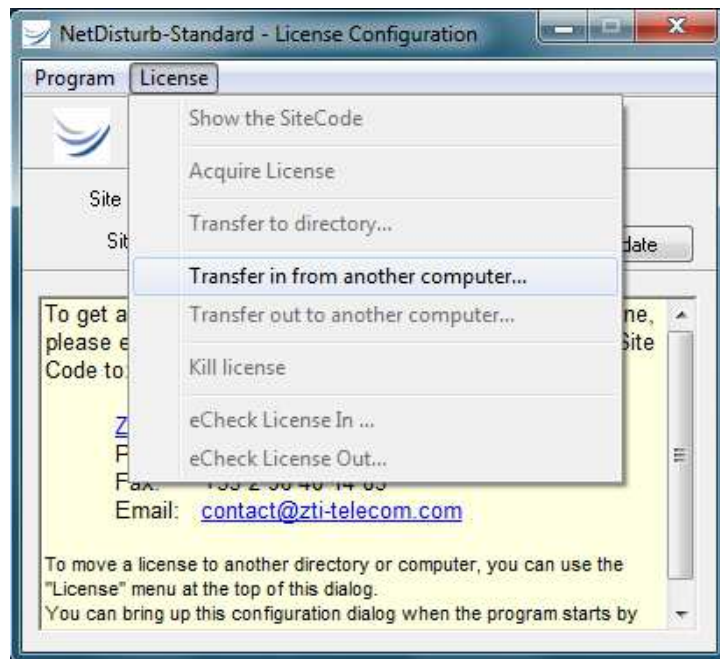 NetDisturb-Standard - License Configuration
Program License
Show the SiteCode
Acquire License
Site
Transfer to directory...
Sit
date
Transfer in from another computer...
To get a
Transfer out to another computer...
ne,
please e
Site
Code to:
Kill license
eCheck License In ...
eCheck License Out...
Fax:
Email: contact@zti-telecom.com
To move a license to another directory or computer, you can use the
"License" menu at the top of this dialog.
You can bring up this configuration dialog when the program starts by